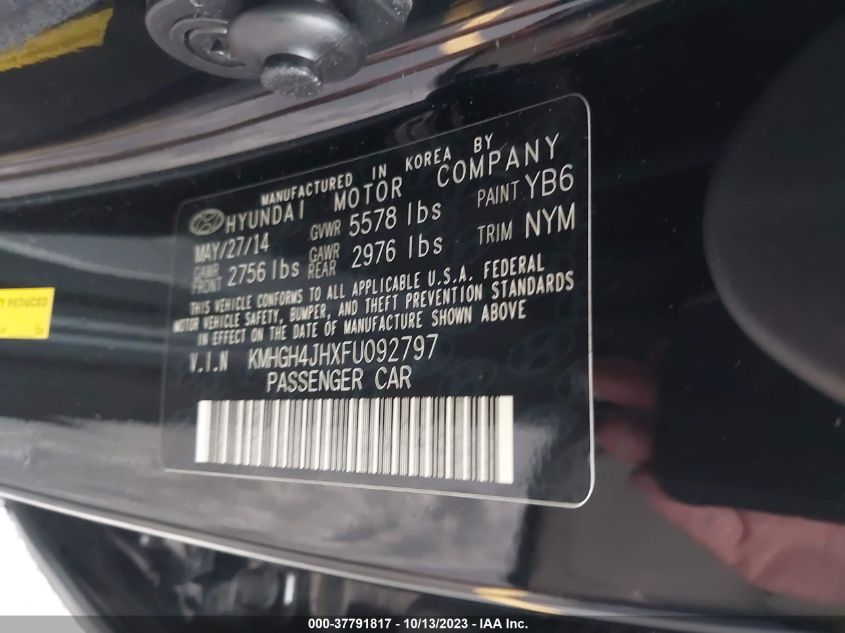 MANUFACTURED IN KOREA BY
HYUNDAI MOTOR COMPANY
MAY/27/14 GVWR 5578 lbs PAINT YB6
GAWR FRONT 2756 lbs GAWR REAR 2976 lbs TRIM NYM
THIS VEHICLE CONFORMS TO ALL APPLICABLE U.S.A. FEDERAL
MOTOR VEHICLE SAFETY, BUMPER, AND THEFT PREVENTION STANDARDS
IN EFFECT ON THE DATE OF MANUFACTURE SHOWN ABOVE
V.I.N KMHGH4JHXFU092797
PASSENGER CAR
REDUCED
000-37791817 - 10/13/2023 - IAA Inc.